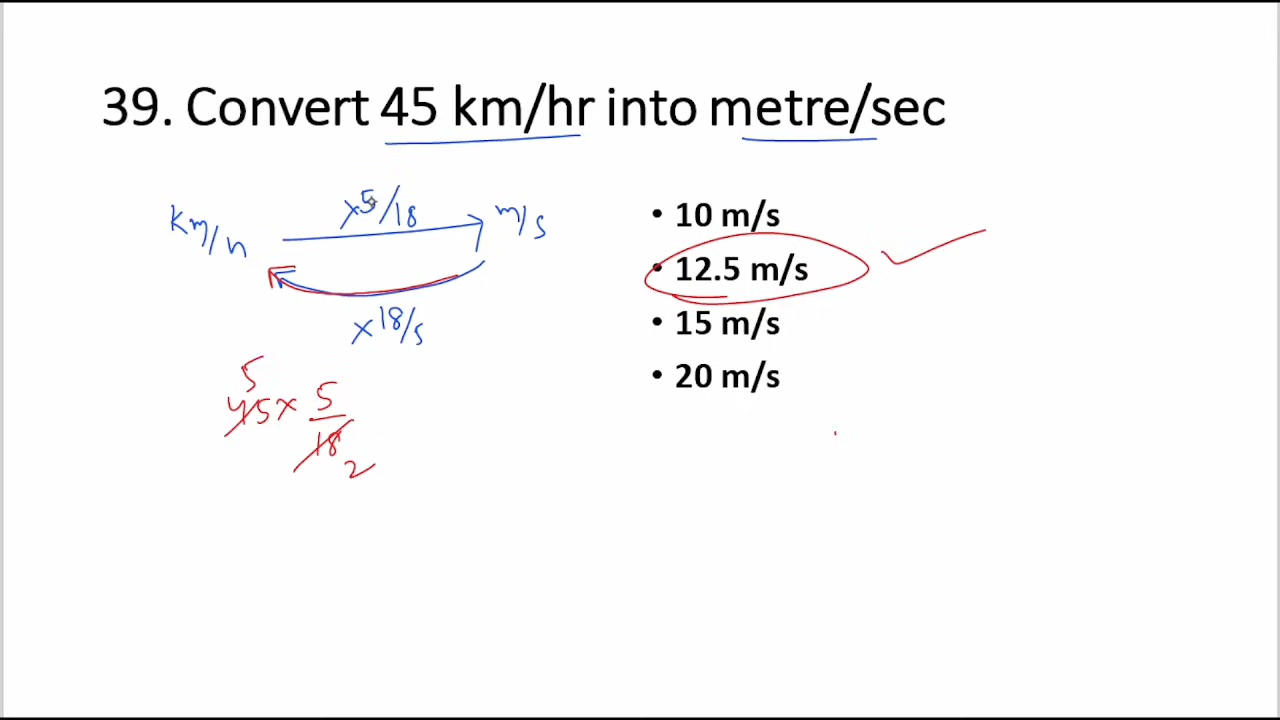 39. Convert 45 km/hr into metre/sec
km/h ×5/18 m/s
×18/5
5
45 × 5
18
2
• 10 m/s
• 12.5 m/s
• 15 m/s
• 20 m/s